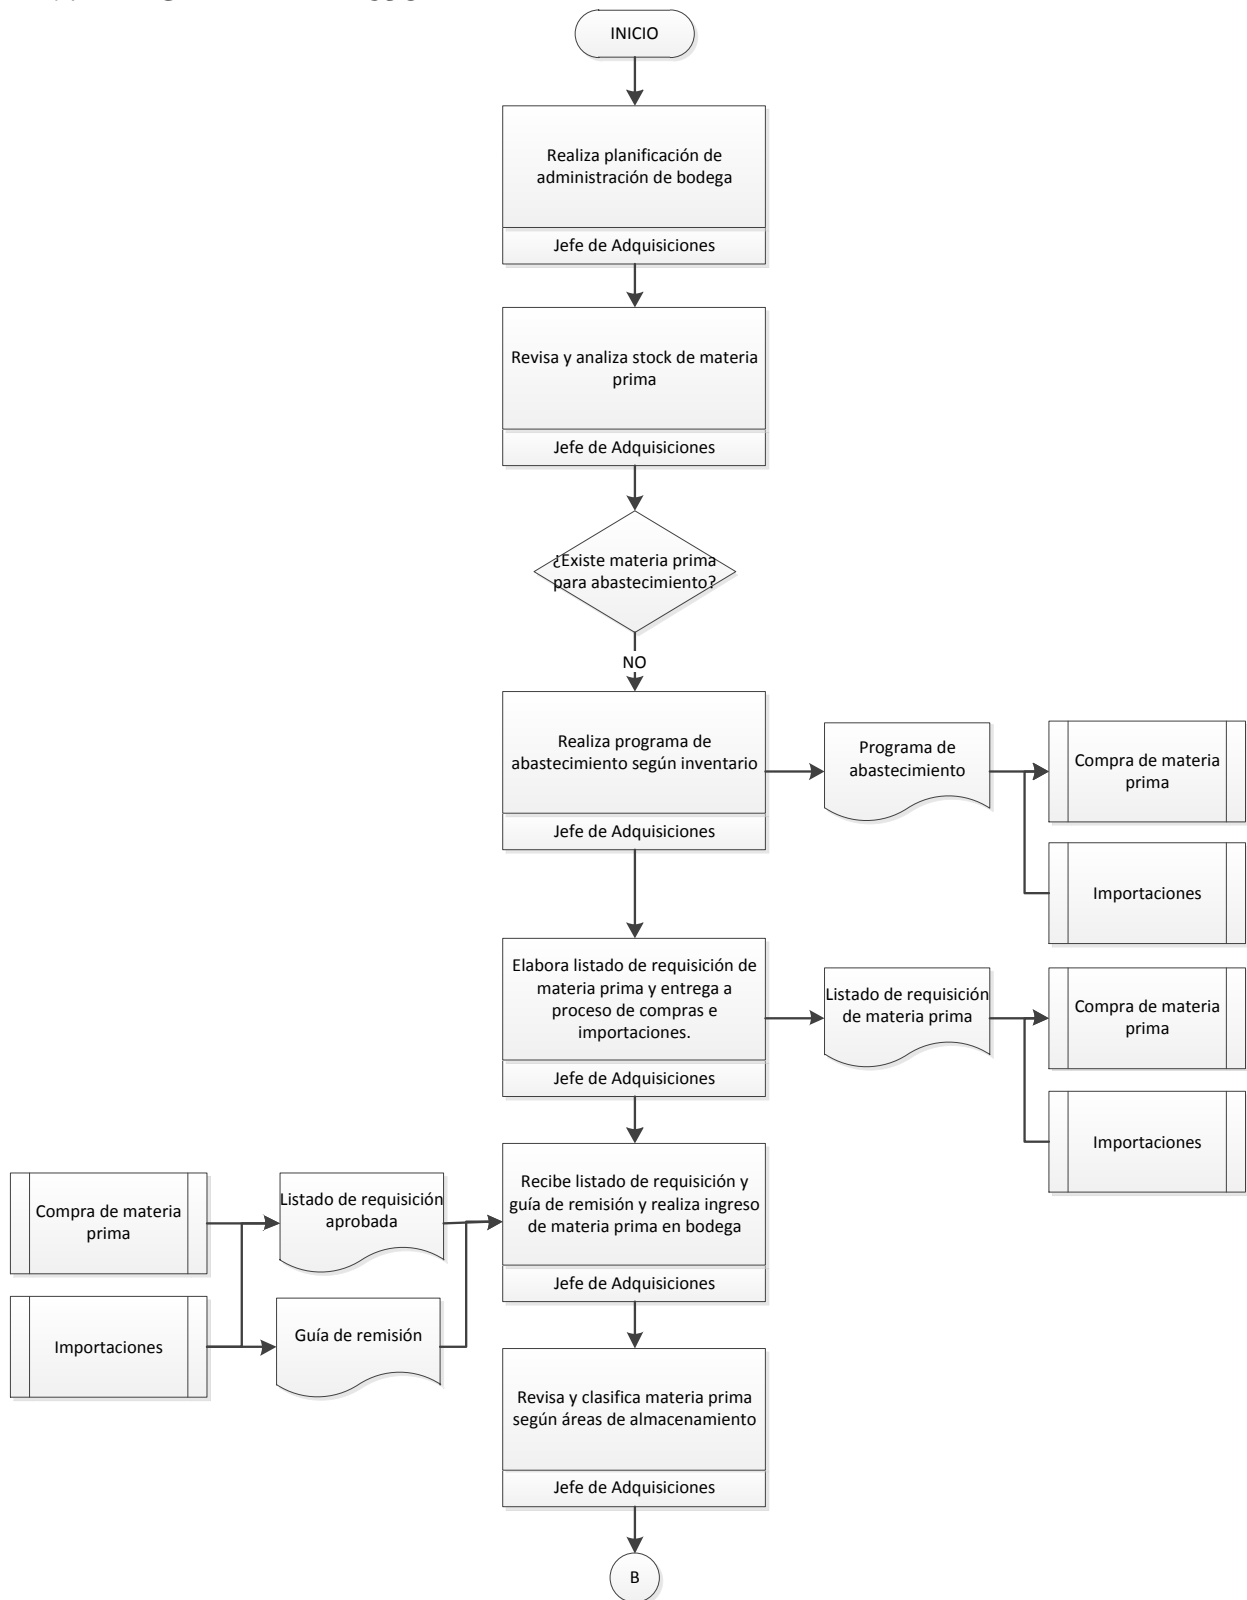 INICIO
Realiza planificación de
administración de bodega
Jefe de Adquisiciones
Revisa y analiza stock de materia
prima
Jefe de Adquisiciones
¿Existe materia prima
para abastecimiento?
NO
Realiza programa de
abastecimiento según inventario
Jefe de Adquisiciones
Programa de
abastecimiento
Compra de materia
prima
Importaciones
Elabora listado de requisición de
materia prima y entrega a
proceso de compras e
importaciones.
Jefe de Adquisiciones
Listado de requisición
de materia prima
Compra de materia
prima
Importaciones
Compra de materia
prima
Importaciones
Listado de requisición
aprobada
Guía de remisión
Recibe listado de requisición y
guía de remisión y realiza ingreso
de materia prima en bodega
Jefe de Adquisiciones
Revisa y clasifica materia prima
según áreas de almacenamiento
Jefe de Adquisiciones
B